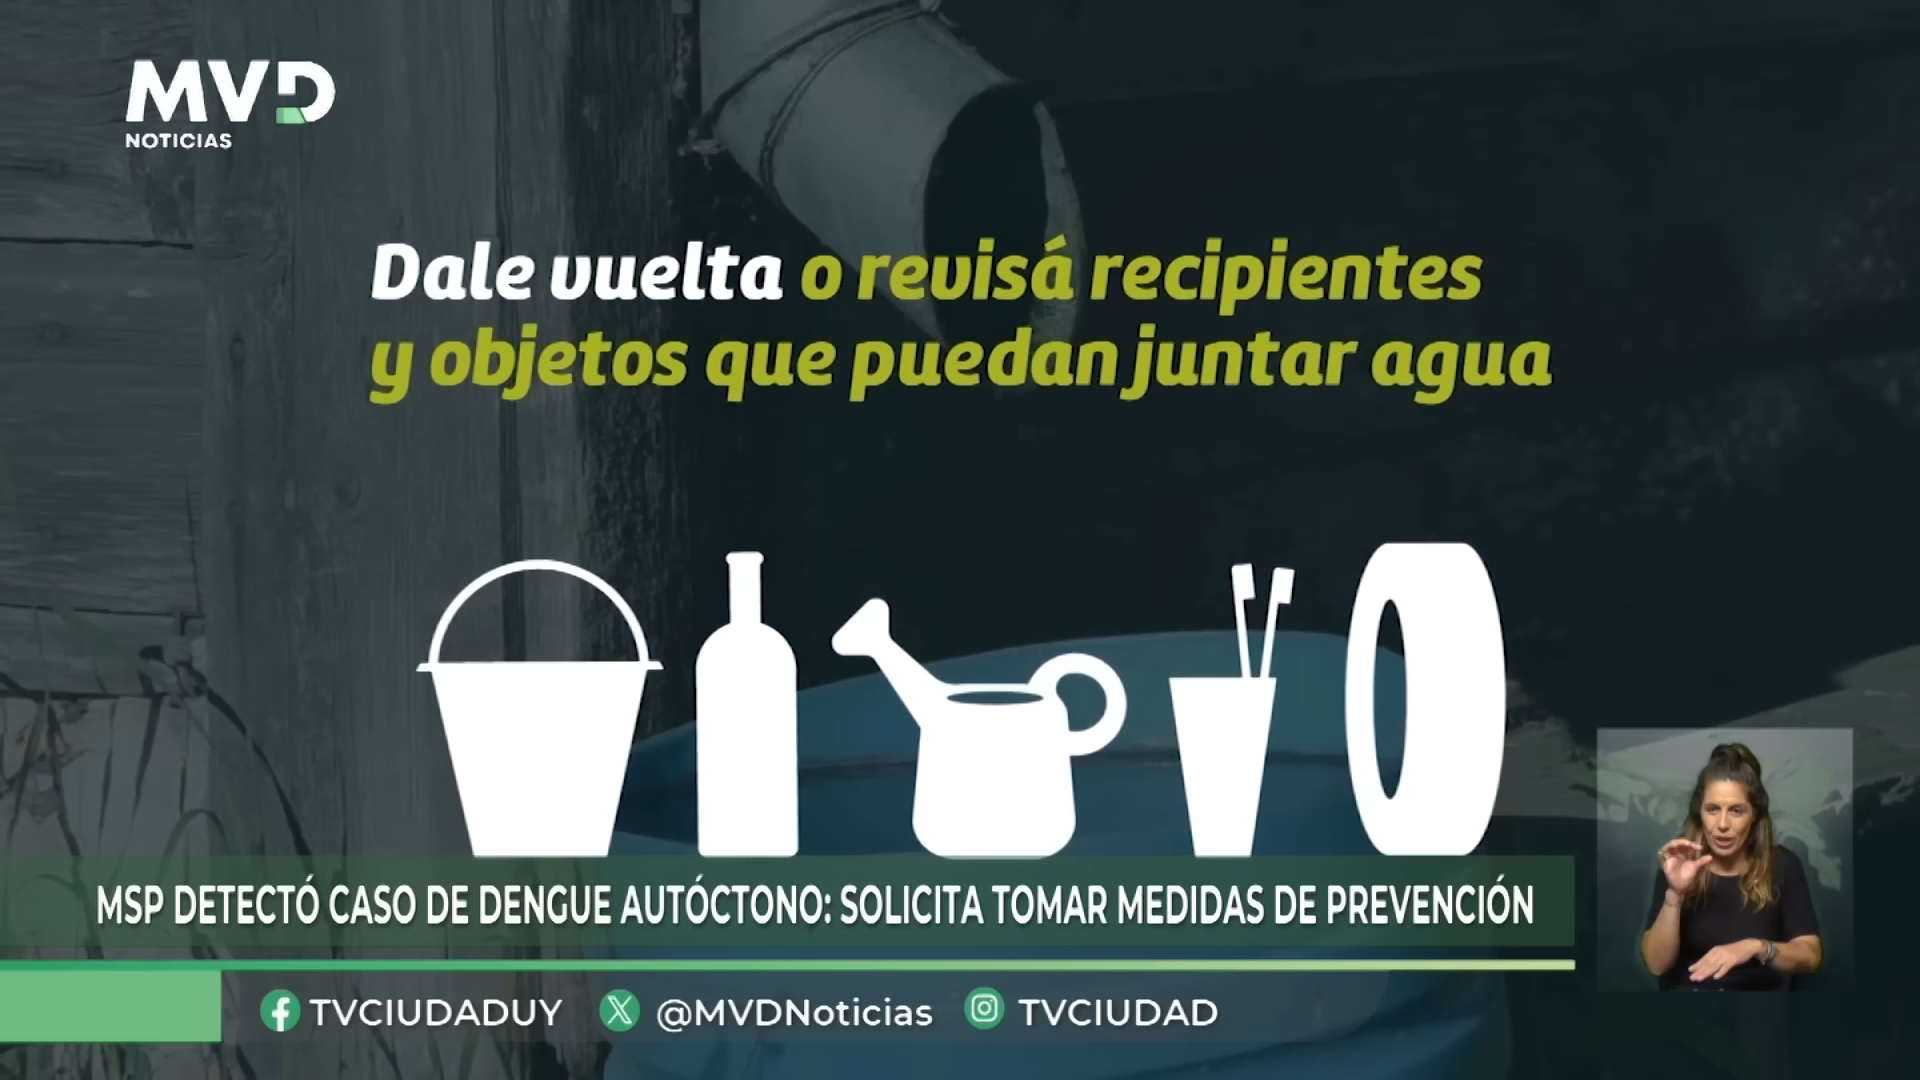 MVD
NOTICIAS
Dale vuelta o revisá recipientes
y objetos que puedan juntar agua
MSP DETECTÓ CASO DE DENGUE AUTÓCTONO: SOLICITA TOMAR MEDIDAS DE PREVENCIÓN
TVCIUDADUY @MVDNoticias TVCIUDAD